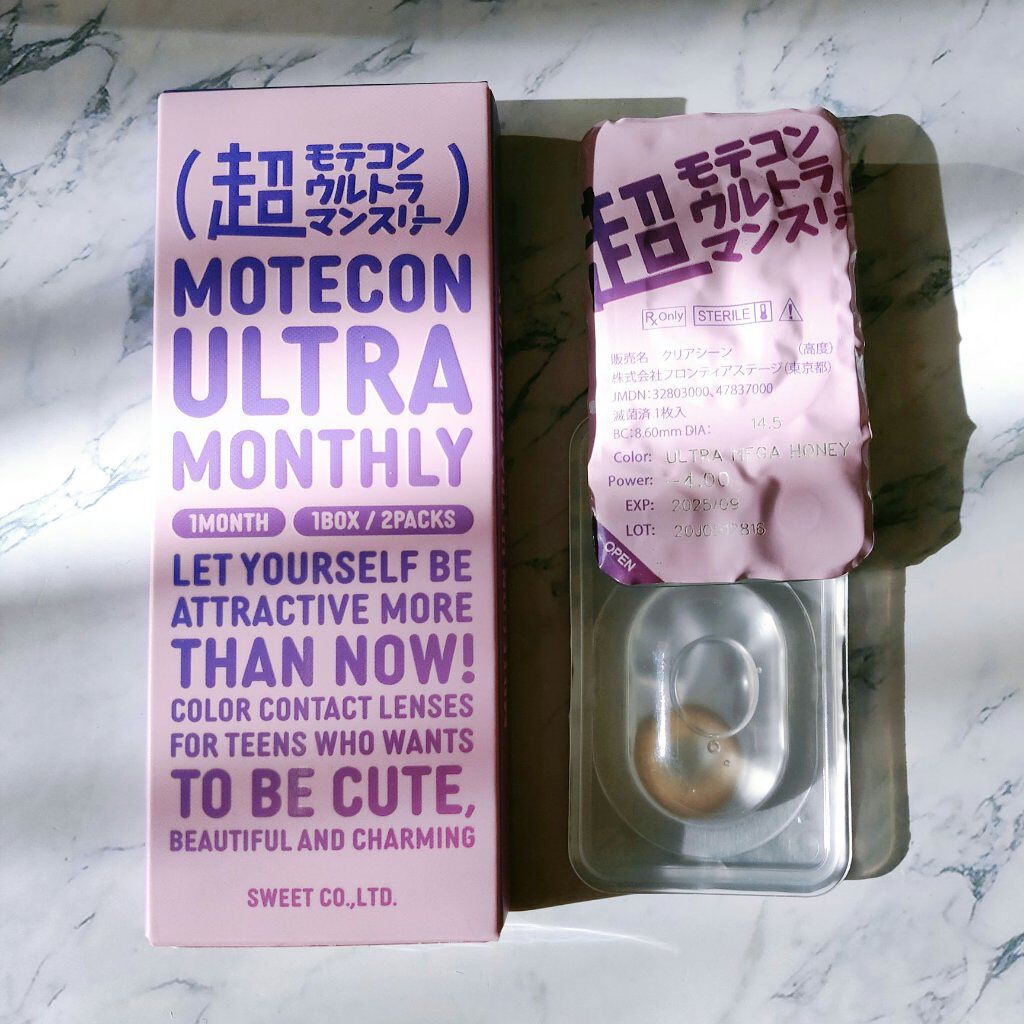 (超モテコン
ウルトラ
マンスリー)
MOTECON
ULTRA
MONTHLY
1MONTH 1BOX / 2PACKS
LET YOURSELF BE
ATTRACTIVE MORE
THAN NOW!
COLOR CONTACT LENSES
FOR TEENS WHO WANTS
TO BE CUTE,
BEAUTIFUL AND CHARMING
SWEET CO.,LTD.
超モテコン
ウルトラ
マンスリー
Rx Only STERILE
販売名 クリアシーン (高度)
株式会社フロンティアステージ(東京都)
JMDN:32803000、47837000
滅菌済 1枚入
BC:8.60mm DIA: 14.5
Color: ULTRA MEGA HONEY
Power: -4.00
EXP: 2025/09
LOT:
OPEN